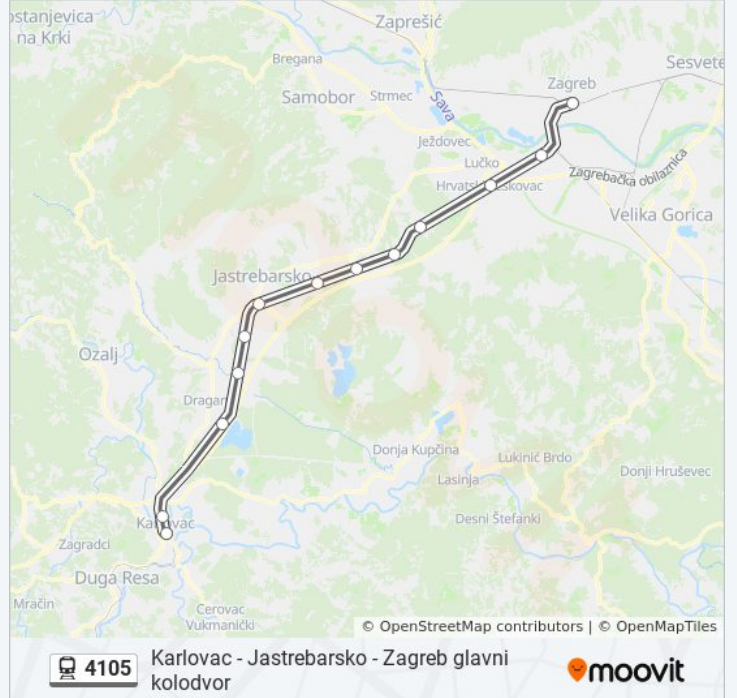 ostanjevica
na Krki
Zaprešić
Bregana
Sesvete
Samobor
Strmec
Zagreb
Sava
Ježdovec
Lučko
Zagrebačka obilaznica
Velika Gorica
Jastrebarsko
Ozalj
Donja Kupčina
Lukinić Brdo
Lasinja
Donji Hruševec
Desni Štefanki
Karlovac
Zagradci
Duga Resa
Mračin
Cerovac
Vukmanićki
© OpenStreetMap contributors | © OpenMapTiles
4105
Karlovac - Jastrebarsko - Zagreb glavni
kolodvor
moovit